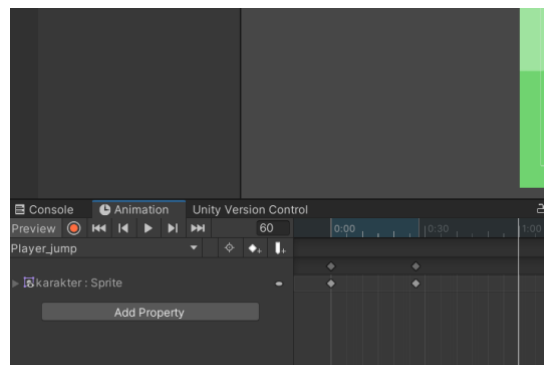 Console Animation Unity Version Control
Preview 60 0:00 0:30 1:00
Player_jump
karakter : Sprite
Add Property